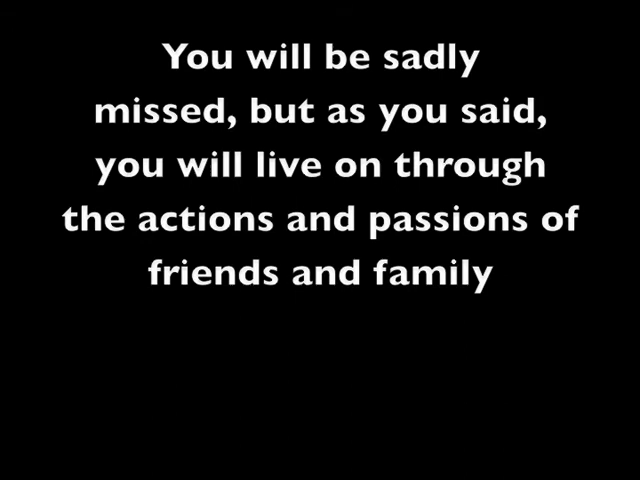 You will be sadly
missed, but as you said,
you will live on through
the actions and passions of
friends and family